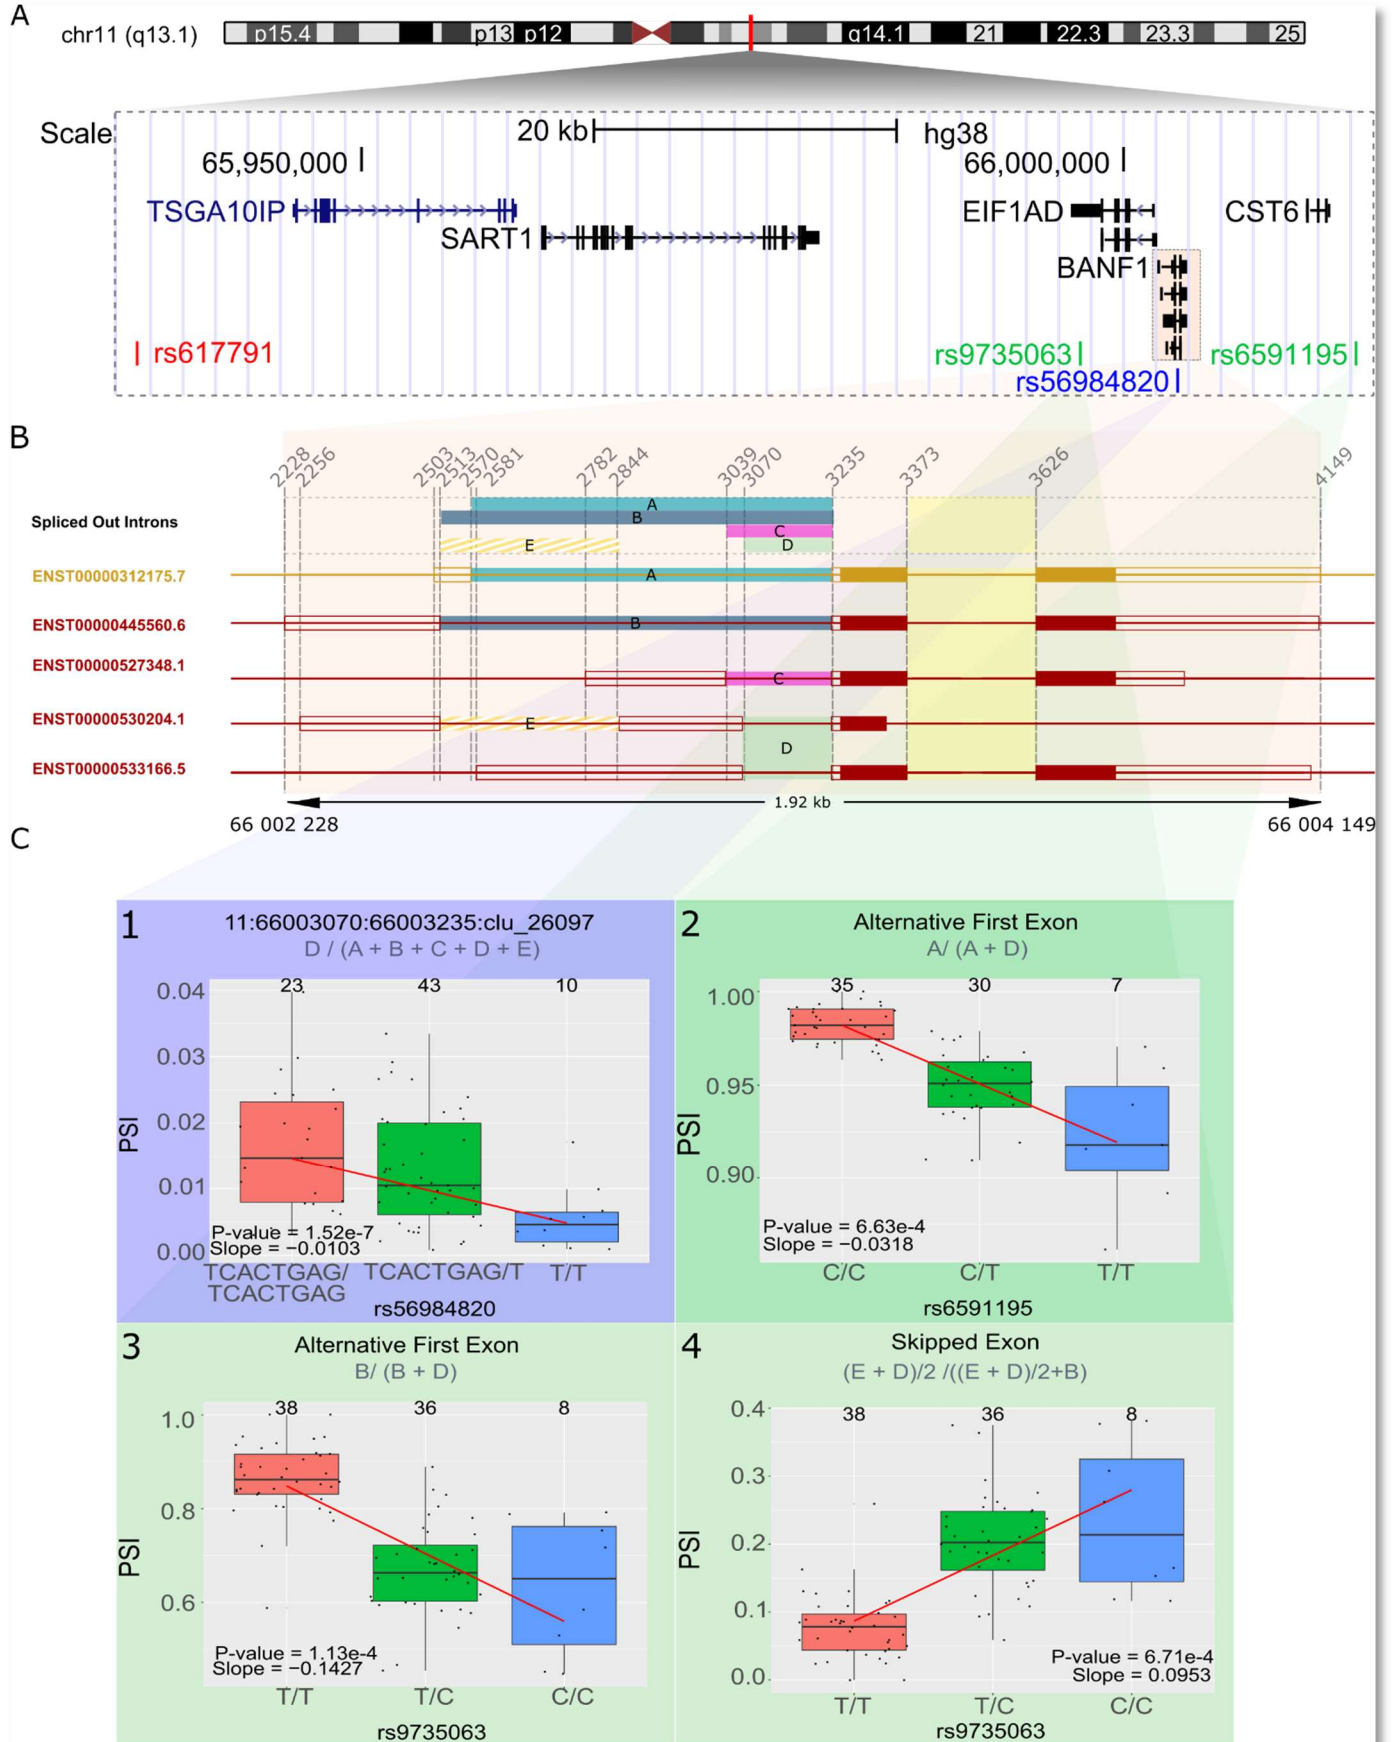 A
chr11 (q13.1)
p15.4 p13 p12 q14.1 21 22.3 23.3 25
Scale 20 kb hg38
65,950,000 66,000,000
TSGA10IP EIF1AD CST6
SART1
BANF1
rs617791 rs9735063 rs6591195
rs56984820
B
2228 2256 2503 2513 2570 2581 2782 2844 3039 3070 3235 3373 3626 4149
A
Spliced Out Introns B
C
E D
ENST00000312175.7 A
ENST00000445560.6 B
ENST00000527348.1 C
ENST00000530204.1 E
D
ENST00000533166.5
1.92 kb
66 002 228 66 004 149
C
1 11:66003070:66003235:clu_26097
D / (A + B + C + D + E)
23 43 10
0.04
0.03
0.02
0.01
0.00
PSI
P-value = 1.52e-7
Slope = −0.0103
TCACTGAG/ TCACTGAG/T T/T
TCACTGAG
rs56984820
2 Alternative First Exon
A/ (A + D)
35 30 7
1.00
0.95
0.90
PSI
P-value = 6.63e-4
Slope = −0.0318
C/C C/T T/T
rs6591195
3 Alternative First Exon
B/ (B + D)
38 36 8
1.0
0.8
0.6
PSI
P-value = 1.13e-4
Slope = −0.1427
T/T T/C C/C
rs9735063
4 Skipped Exon
(E + D)/2 /((E + D)/2+B)
38 36 8
0.4
0.3
0.2
0.1
0.0
PSI
P-value = 6.71e-4
Slope = 0.0953
T/T T/C C/C
rs9735063